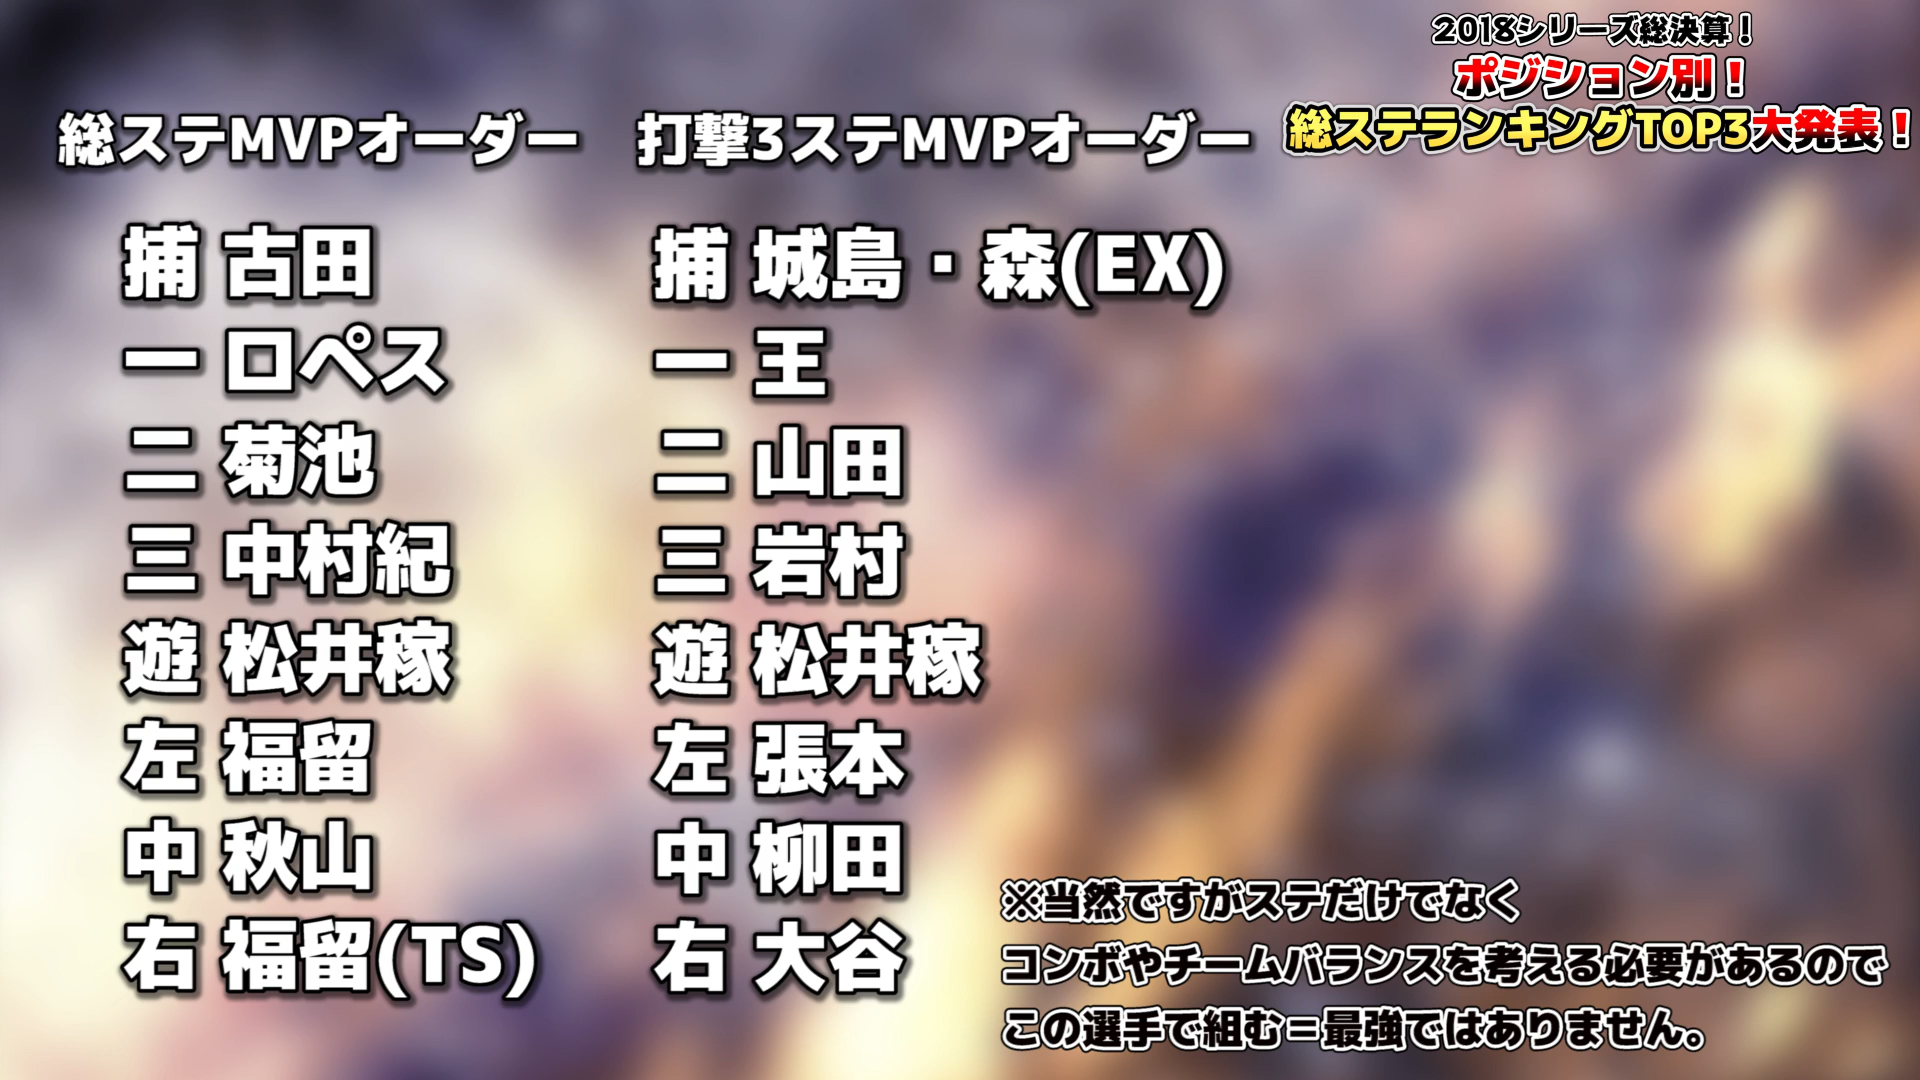 2018シリーズ総決算！
ポジション別！
総ステランキングTOP3大発表！
総ステMVPオーダー
捕 古田
一 ロペス
二 菊池
三 中村紀
遊 松井稼
左 福留
中 秋山
右 福留(TS)
打撃3ステMVPオーダー
捕 城島・森(EX)
一 王
二 山田
三 岩村
遊 松井稼
左 張本
中 柳田
右 大谷
※当然ですがステだけでなく
コンボやチームバランスを考える必要があるので
この選手で組む＝最強ではありません。